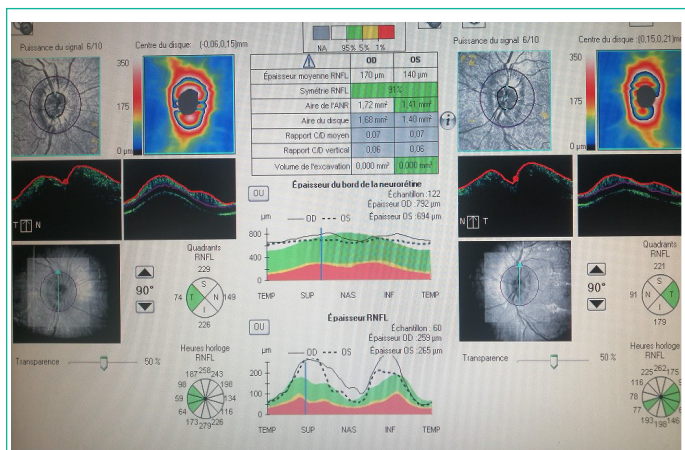 NA 95% 5% 1%
Puissance du signal 6/10
Centre du disque: (-0,06,0,15)mm
350
175
0 µm
OD OS
Épaisseur moyenne RNFL 170 µm 140 µm
Symétrie RNFL 91%
Aire de l'ANR 1,72 mm² 1,41 mm²
Aire du disque 1,68 mm² 1,40 mm²
Rapport C/D moyen 0,07 0,07
Rapport C/D vertical 0,06 0,06
Volume de l'excavation 0,000 mm³ 0,000 mm³
Puissance du signal 6/10
Centre du disque :(0,15,0,21)mm
350
175
0 µm
T N
N T
OU
Épaisseur du bord de la neurorétine
Échantillon :122
Épaisseur OD :792 µm
Épaisseur OS :694 µm
µm OD OS
800
400
0
TEMP SUP NAS INF TEMP
Quadrants
RNFL
229
74 T S N 149
I
226
90°
Transparence 50 %
Heures horloge
RNFL
187 258 243
98 198
59 134
64 116
173 279 226
OU
Épaisseur RNFL
Échantillon : 60
Épaisseur OD :259 µm
Épaisseur OS :265 µm
µm OD OS
200
100
0
TEMP SUP NAS INF TEMP
Quadrants
RNFL
221
91 N S T
I
179
90°
Transparence 50 %
Heures horloge
RNFL
225 262 175
116
78
77
193 198 146